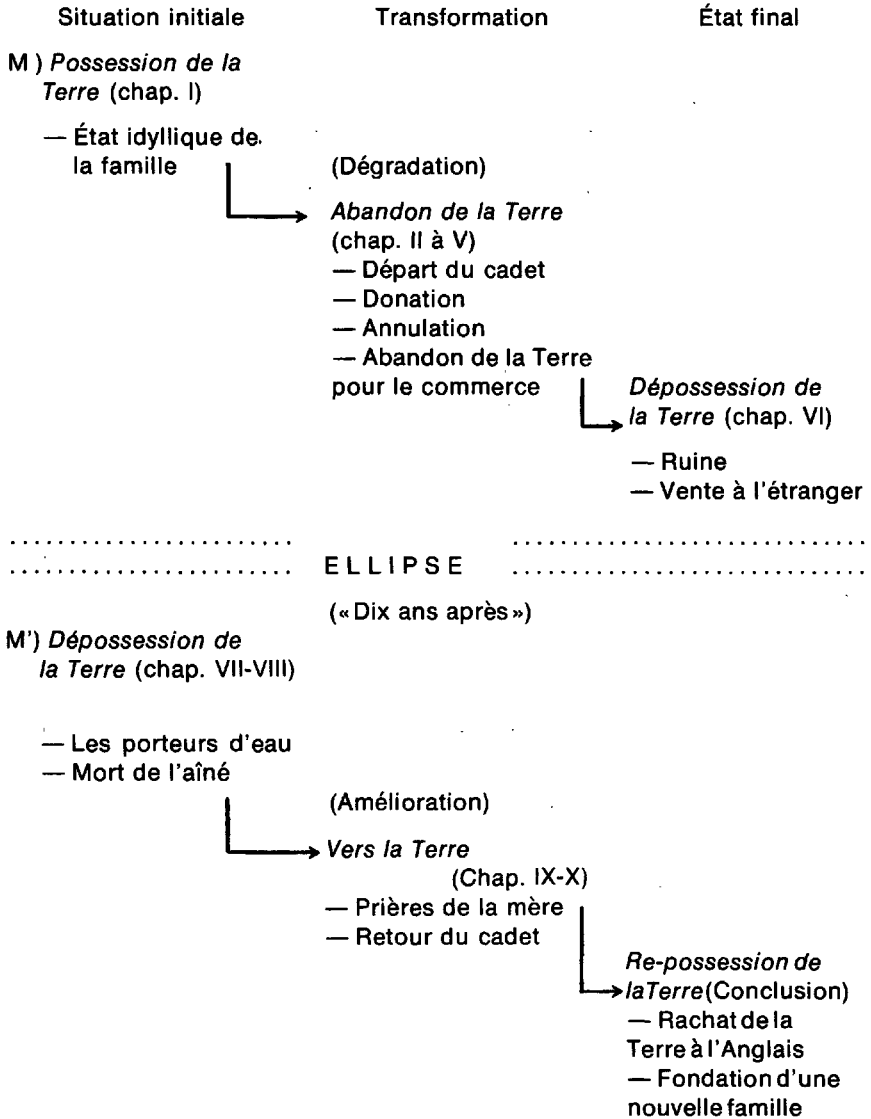 Situation initiale Transformation État final
M ) Possession de la
Terre (chap. I)
— État idyllique de
la famille
(Dégradation)
Abandon de la Terre
(chap. II à V)
— Départ du cadet
— Donation
— Annulation
— Abandon de la Terre
pour le commerce
Dépossession de
la Terre (chap. VI)
— Ruine
— Vente à l'étranger
ELLIPSE
(« Dix ans après »)
M') Dépossession de
la Terre (chap. VII-VIII)
— Les porteurs d'eau
— Mort de l'aîné
(Amélioration)
Vers la Terre
(Chap. IX-X)
— Prières de la mère
— Retour du cadet
Re-possession de
la Terre (Conclusion)
— Rachat de la
Terre à l'Anglais
— Fondation d'une
nouvelle famille